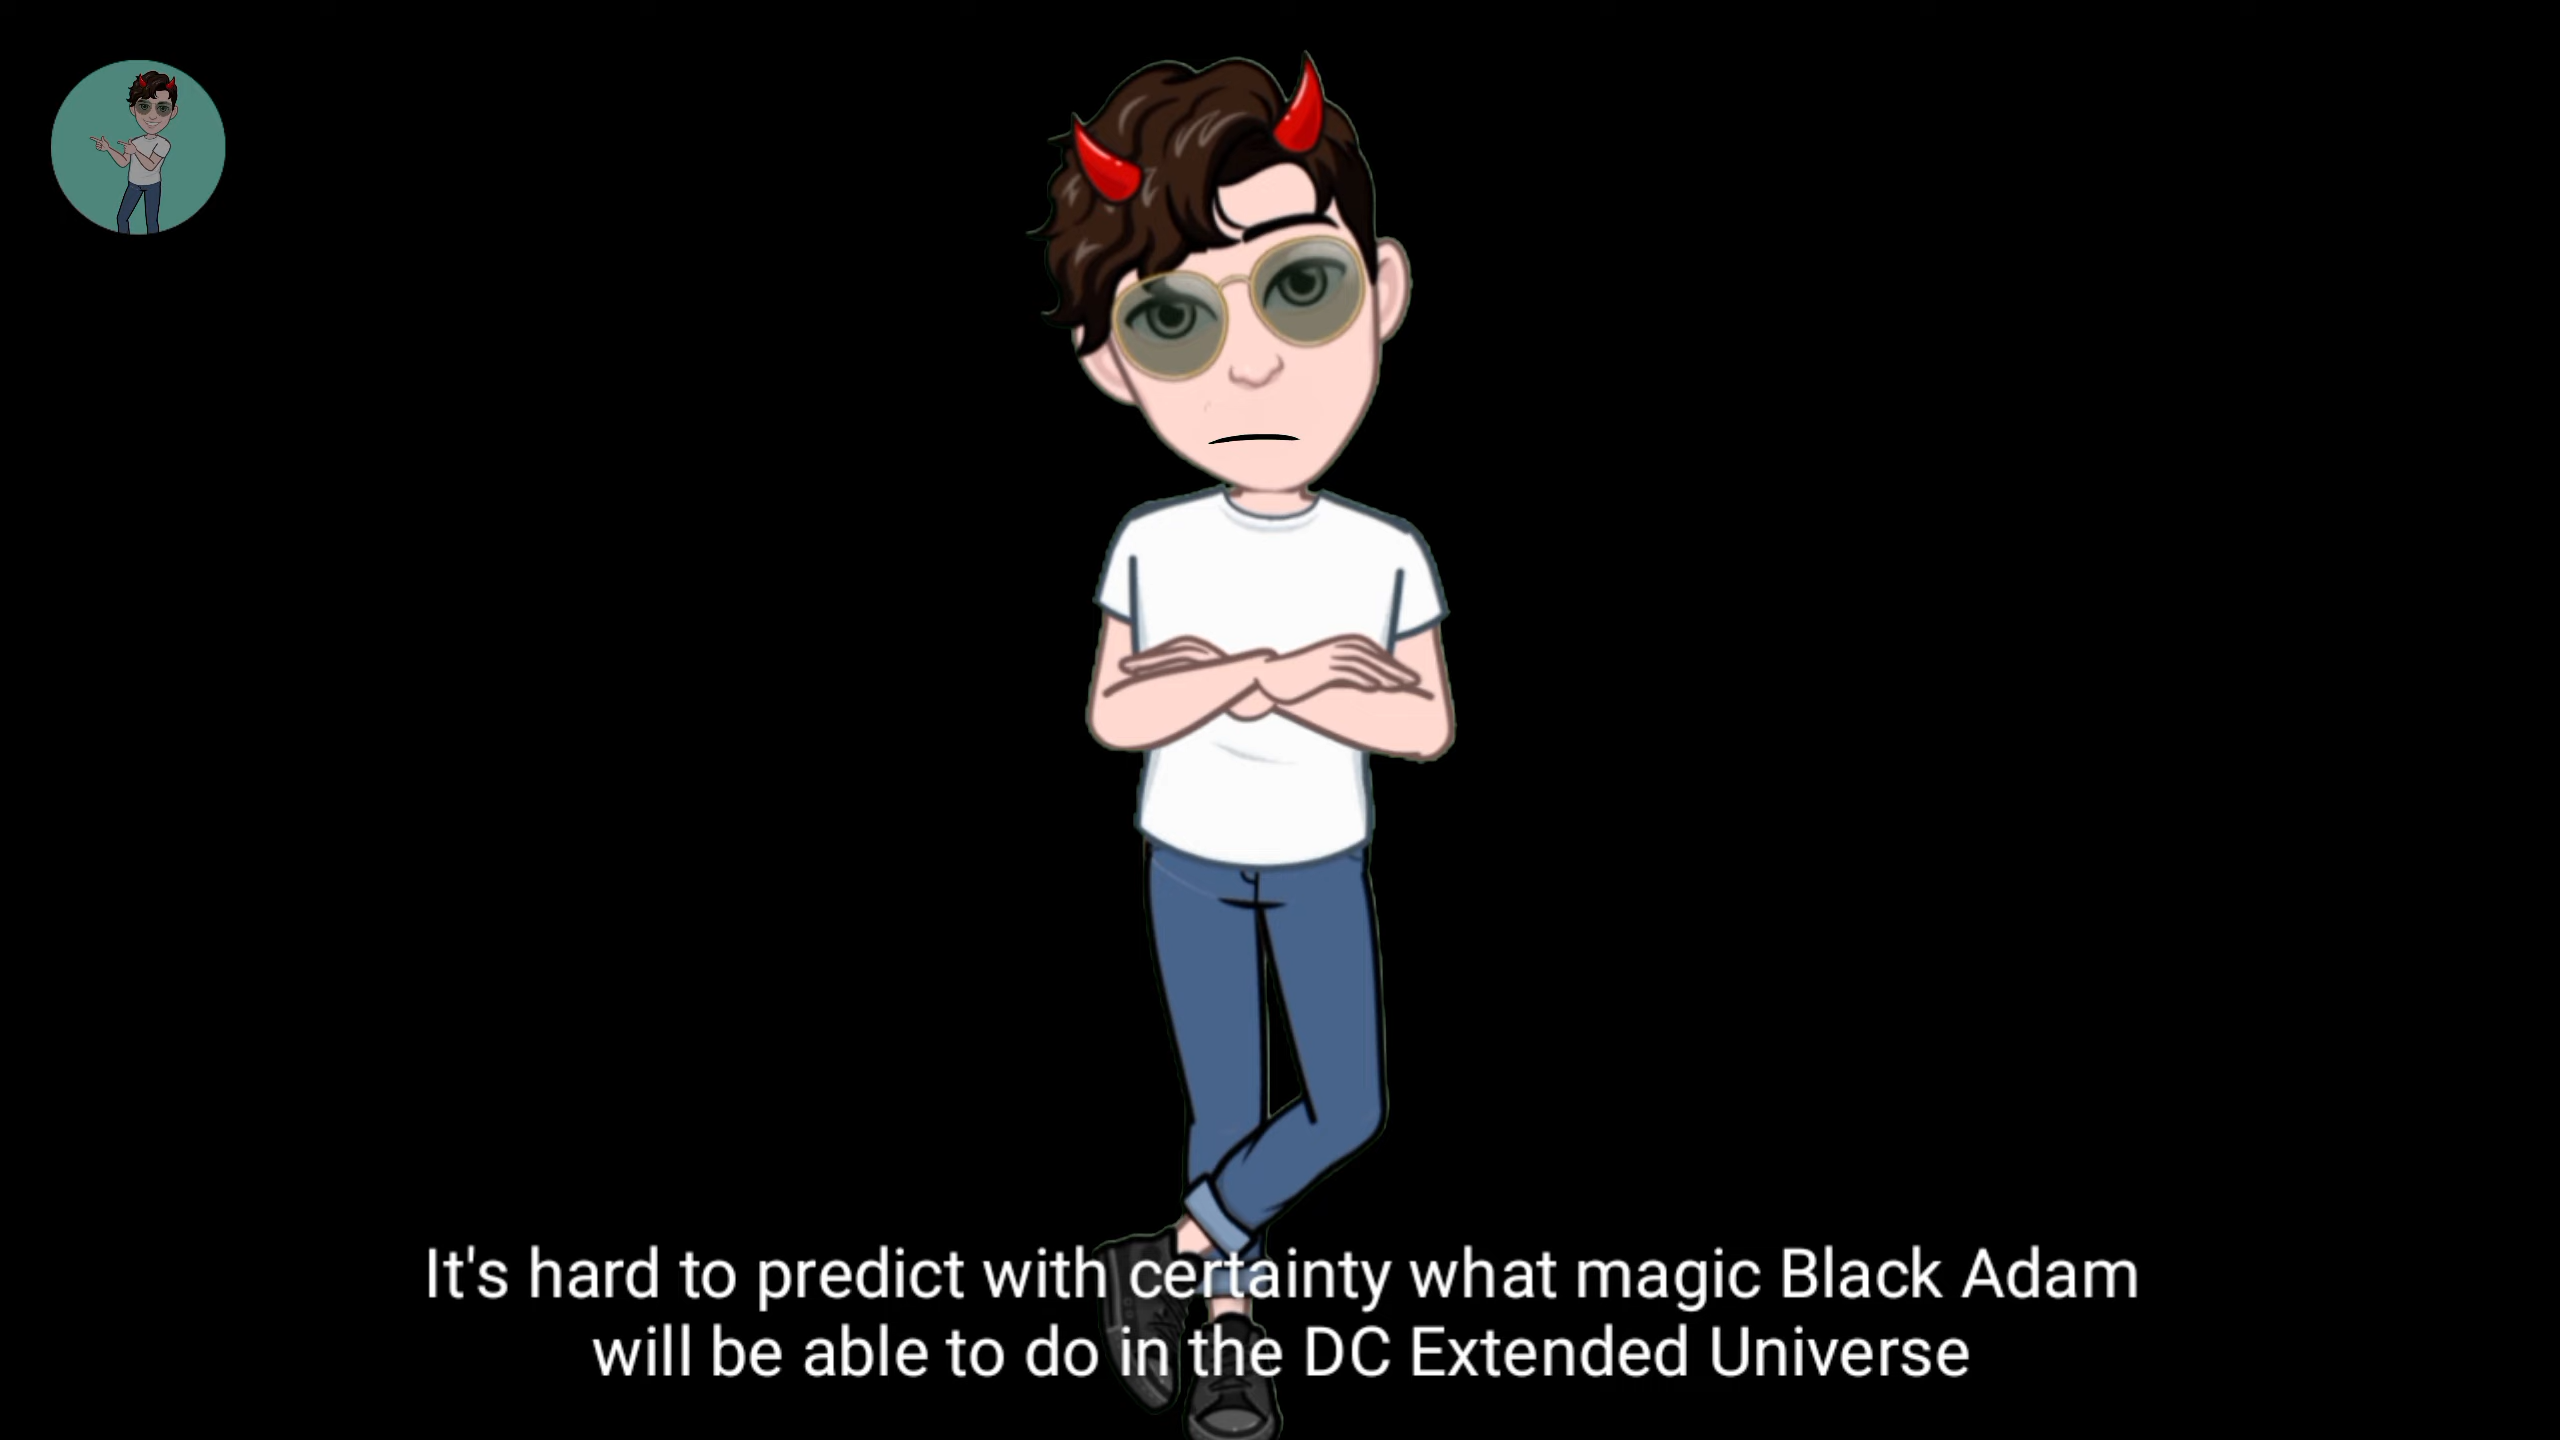 It's hard to predict with certainty what magic Black Adam
will be able to do in the DC Extended Universe